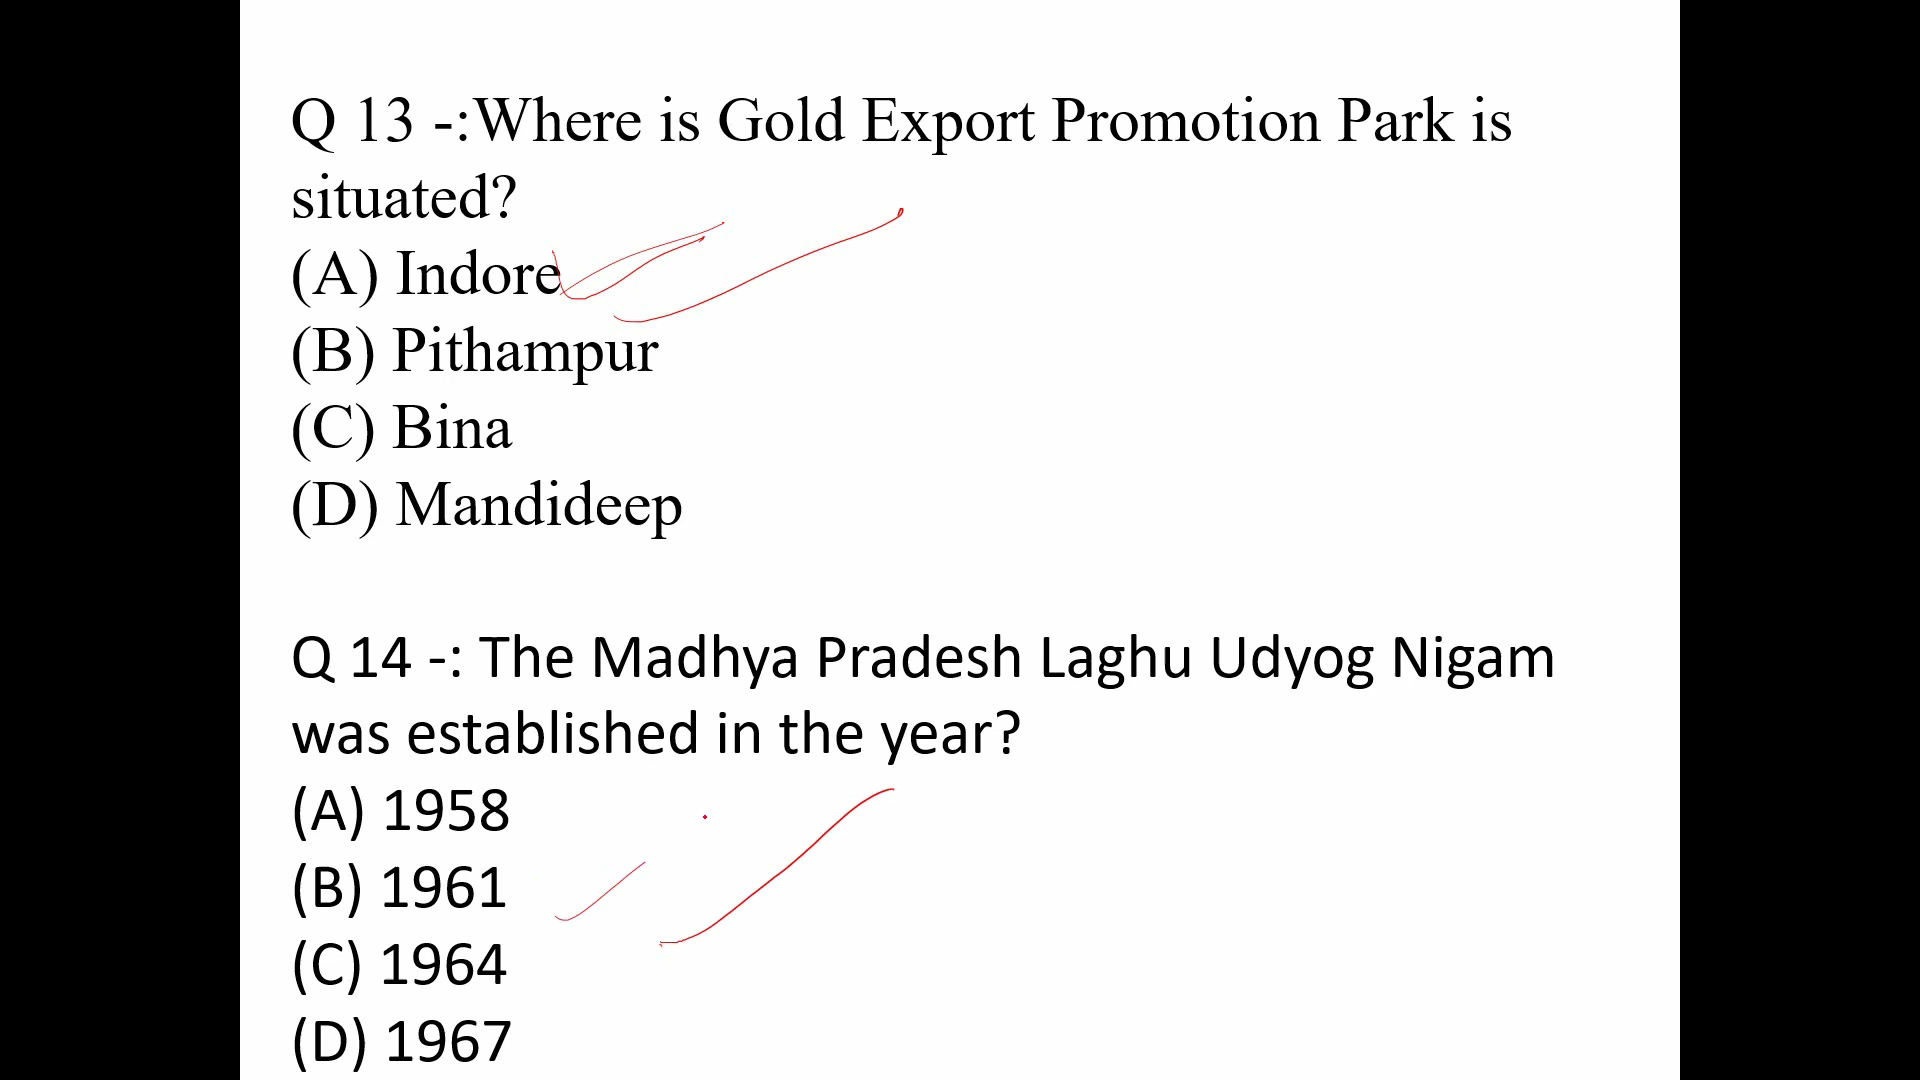 Q 13 -:Where is Gold Export Promotion Park is
situated?
(A) Indore
(B) Pithampur
(C) Bina
(D) Mandideep
Q 14 -: The Madhya Pradesh Laghu Udyog Nigam
was established in the year?
(A) 1958
(B) 1961
(C) 1964
(D) 1967